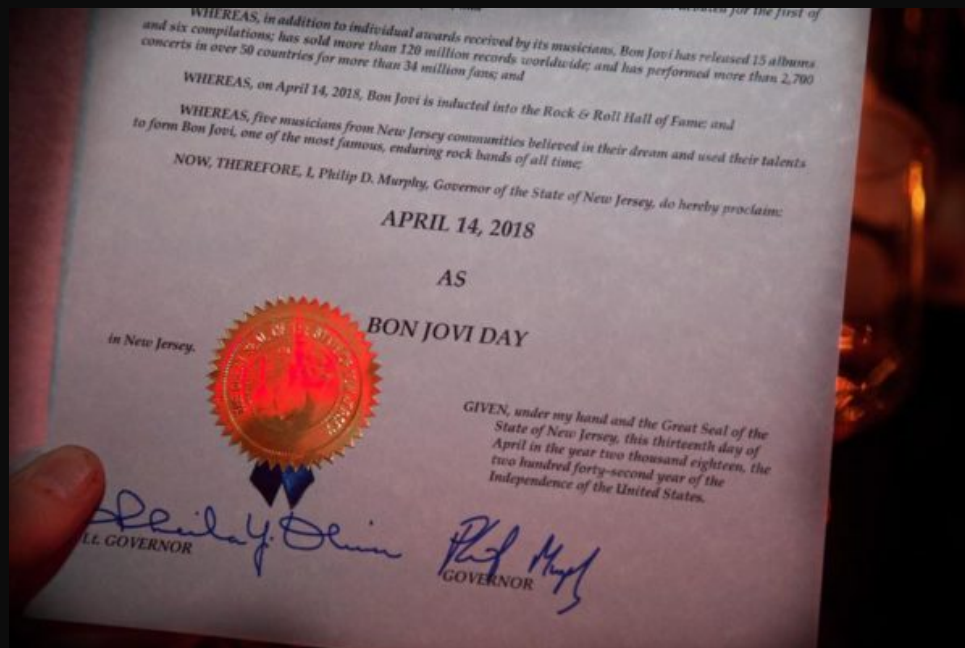 for the first of
WHEREAS, in addition to individual awards received by its musicians, Bon Jovi has released 15 albums
and six compilations; has sold more than 120 million records worldwide; and has performed more than 2,700
concerts in over 50 countries for more than 34 million fans; and
WHEREAS, on April 14, 2018, Bon Jovi is inducted into the Rock & Roll Hall of Fame; and
WHEREAS, five musicians from New Jersey communities believed in their dream and used their talents
to form Bon Jovi, one of the most famous, enduring rock bands of all time;
NOW, THEREFORE, I, Philip D. Murphy, Governor of the State of New Jersey, do hereby proclaim:
APRIL 14, 2018
AS
BON JOVI DAY
in New Jersey.
GIVEN, under my hand and the Great Seal of the
State of New Jersey, this thirteenth day of
April in the year two thousand eighteen, the
two hundred forty-second year of the
Independence of the United States.
Sheila Y. Oliver
Lt. GOVERNOR
Phil Murphy
GOVERNOR